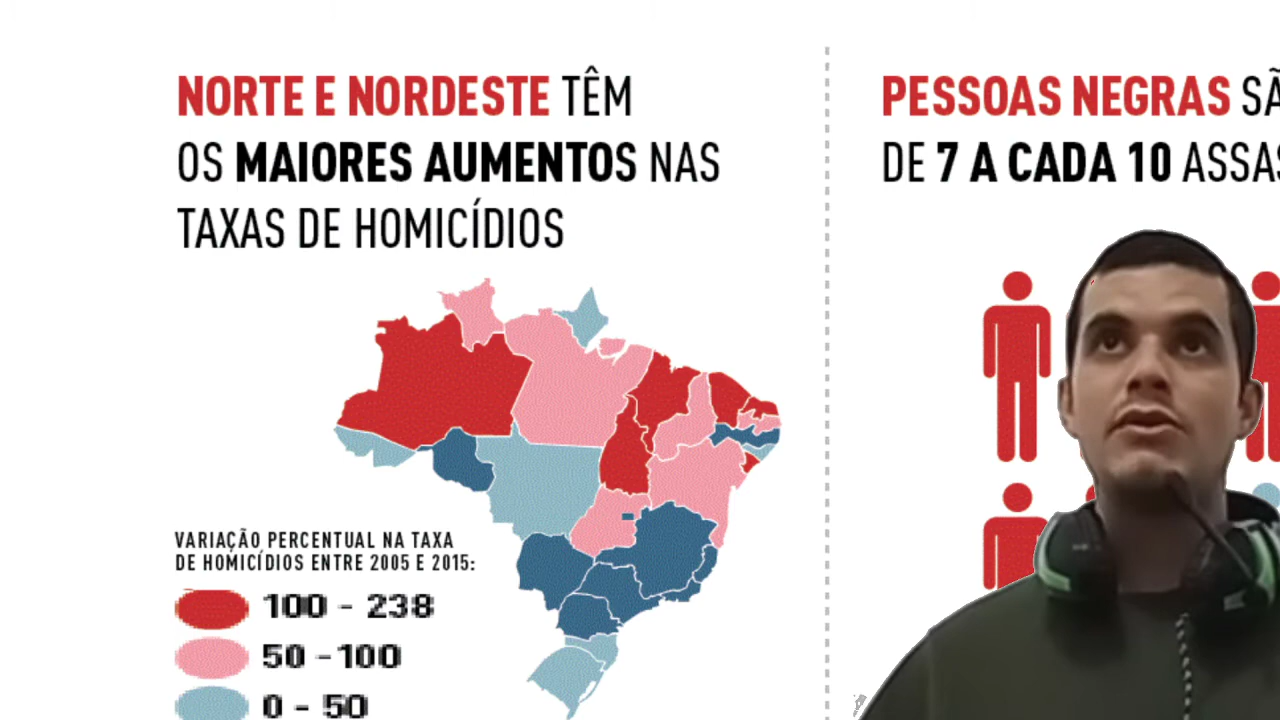 NORTE E NORDESTE TÊM
OS MAIORES AUMENTOS NAS
TAXAS DE HOMICÍDIOS
VARIAÇÃO PERCENTUAL NA TAXA
DE HOMICÍDIOS ENTRE 2005 E 2015:
100 - 238
50 - 100
0 - 50
PESSOAS NEGRAS
DE 7 A CADA 10